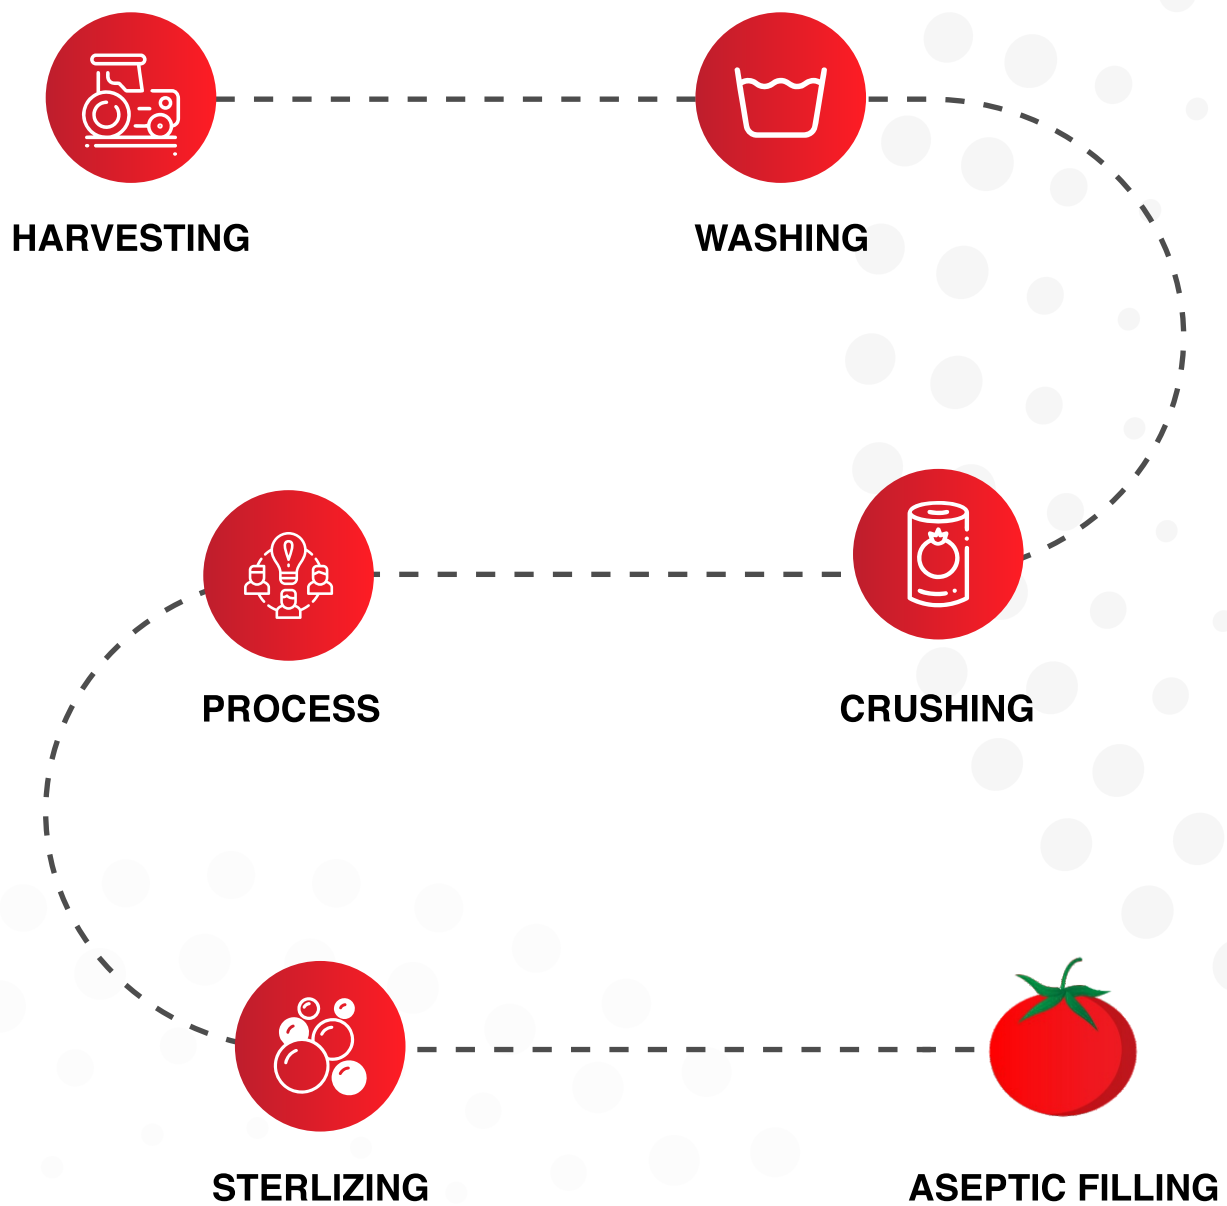 HARVESTING
WASHING
PROCESS
CRUSHING
STERLIZING
ASEPTIC FILLING